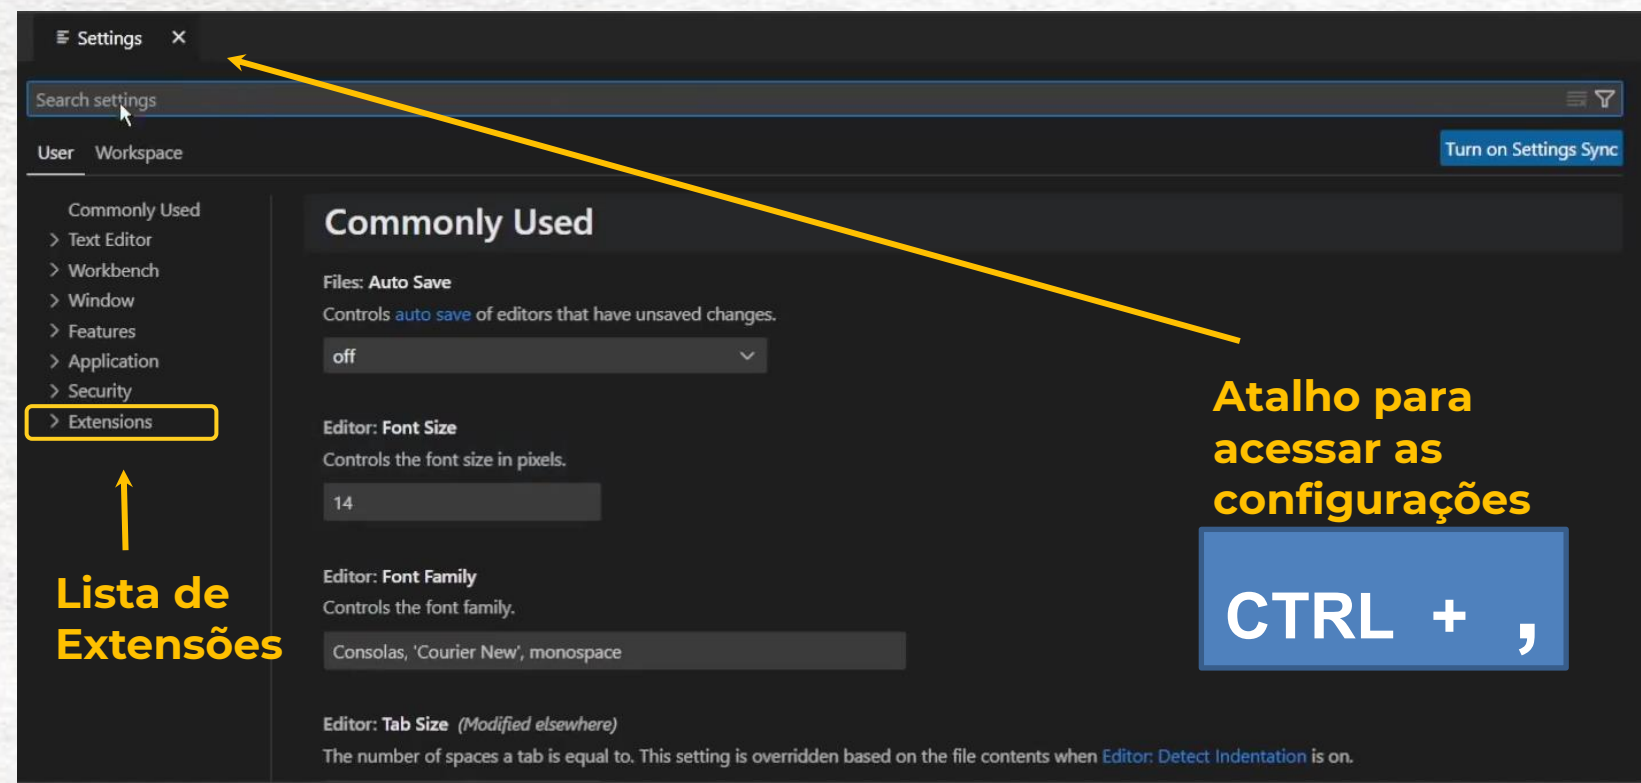 Settings
Search settings
User Workspace
Turn on Settings Sync
Commonly Used
Text Editor
Workbench
Window
Features
Application
Security
Extensions
Lista de
Extensões
Commonly Used
Files: Auto Save
Controls auto save of editors that have unsaved changes.
off
Editor: Font Size
Controls the font size in pixels.
14
Editor: Font Family
Controls the font family.
Consolas, 'Courier New', monospace
Editor: Tab Size (Modified elsewhere)
The number of spaces a tab is equal to. This setting is overridden based on the file contents when Editor: Detect Indentation is on.
Atalho para
acessar as
configurações
CTRL + ,